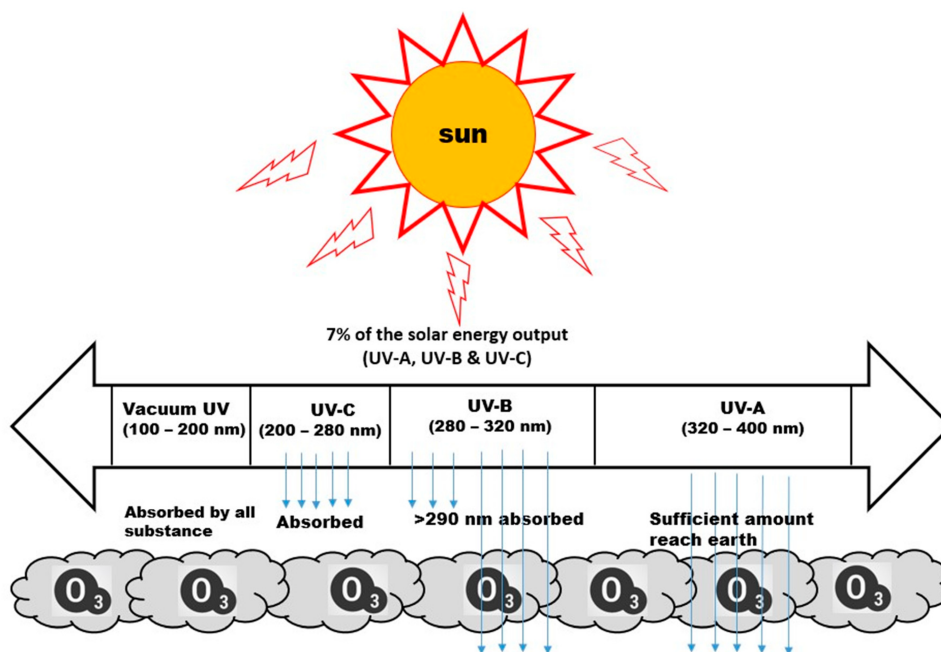 sun
7% of the solar energy output
(UV-A, UV-B & UV-C)
Vacuum UV
(100 – 200 nm)
UV-C
(200 – 280 nm)
UV-B
(280 – 320 nm)
UV-A
(320 – 400 nm)
Absorbed by all
substance
Absorbed
>290 nm absorbed
Sufficient amount
reach earth
O3
O3
O3
O3
O3
O3
O3